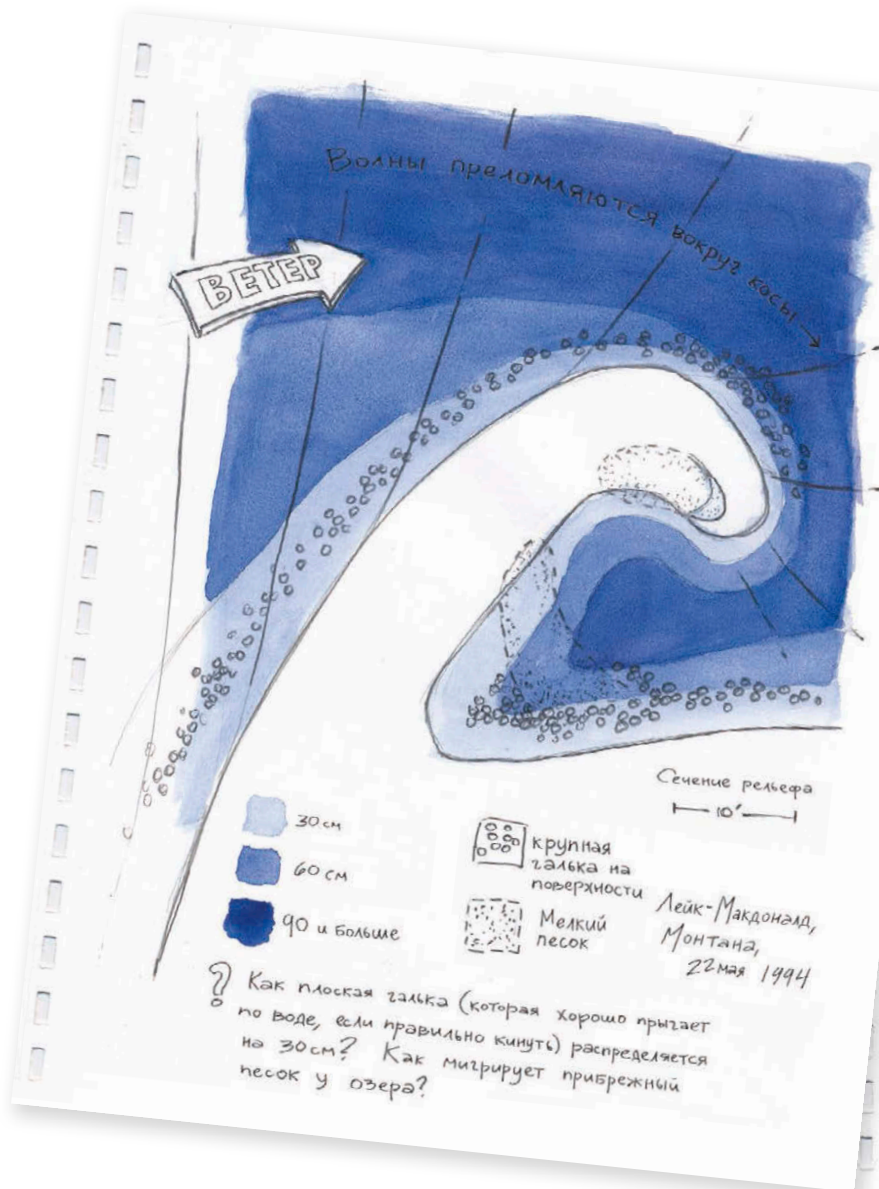 Волны преломляются вокруг косы
ВЕТЕР
Сечение рельефа
10'
30 см
60 см
90 и больше
крупная
галька на
поверхности
Мелкий
песок
Лейк-Макдоналд,
Монтана,
22 мая 1994
? Как плоская галька (которая хорошо прыгает
по воде, если правильно кинуть) распределяется
на 30 см? Как мигрирует прибрежный
песок у озера?